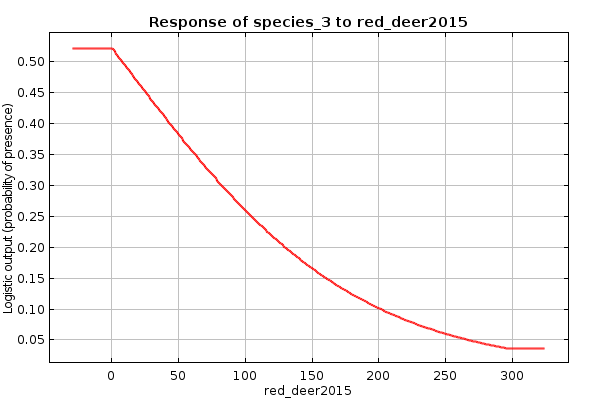 Response of species_3 to red_deer2015
Logistic output (probability of presence)
0.50
0.45
0.40
0.35
0.30
0.25
0.20
0.15
0.10
0.05
0 50 100 150 200 250 300
red_deer2015